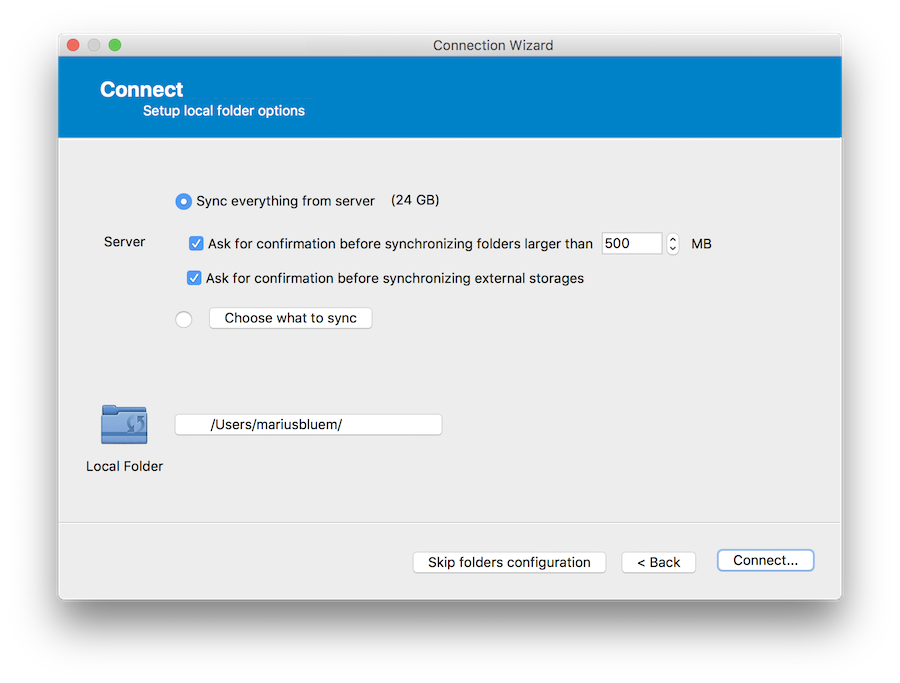 Connection Wizard
Connect
Setup local folder options
Sync everything from server (24 GB)
Server
Ask for confirmation before synchronizing folders larger than 500 MB
Ask for confirmation before synchronizing external storages
Choose what to sync
/Users/mariusbluem/
Local Folder
Skip folders configuration < Back Connect...